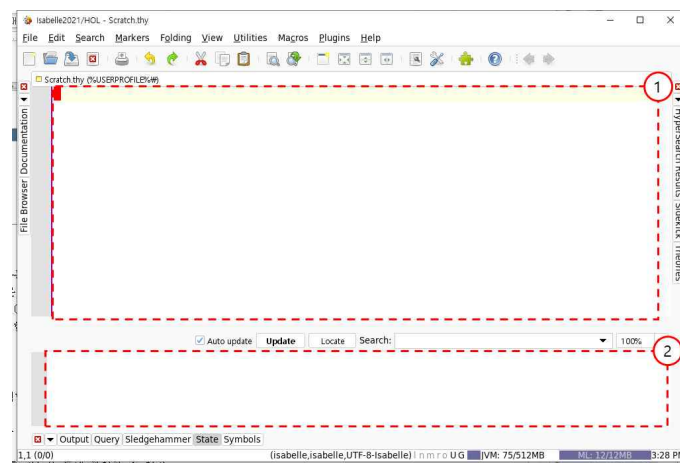 Isabelle2021/HOL - Scratch.thy
File Edit Search Markers Folding View Utilities Macros Plugins Help
Scratch.thy (%USERPROFILE%₩)
1
File Browser Documentation
Hypersearch Results Sidekick Theories
Auto update Update Locate Search: 100%
2
Output Query Sledgehammer State Symbols
1,1 (0/0) (isabelle,isabelle,UTF-8-Isabelle) l n m r o U G JVM: 75/512MB ML: 12/12MB 3:28 PM